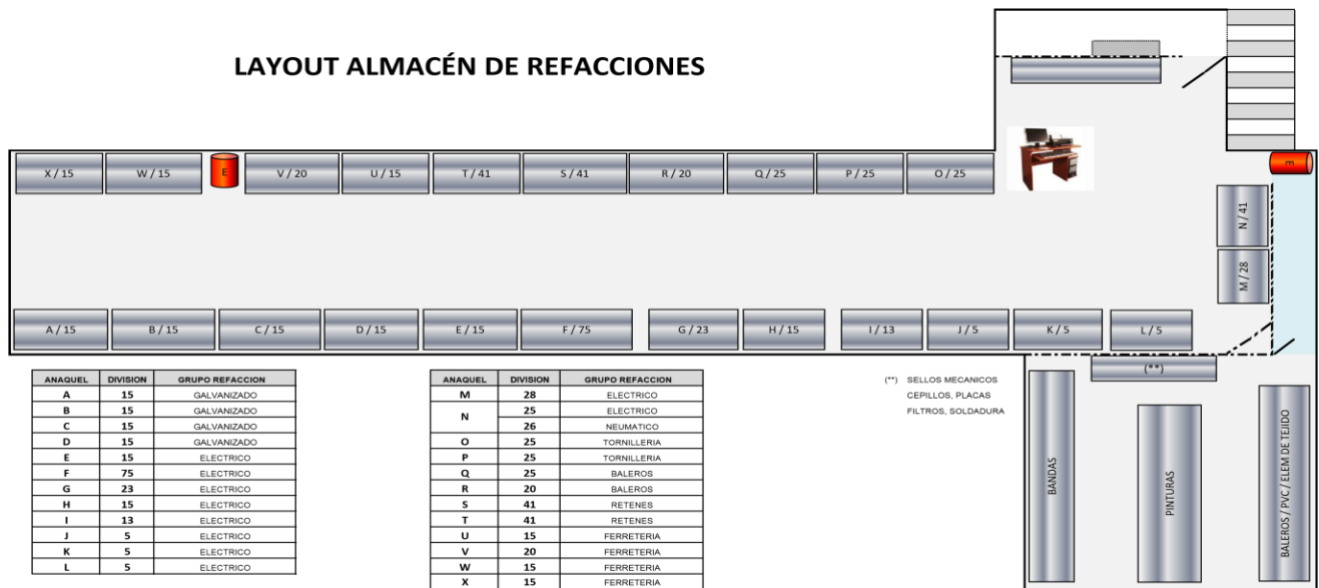 LAYOUT ALMACÉN DE REFACCIONES
X / 15 W / 15 E V / 20 U / 15 T / 41 S / 41 R / 20 Q / 25 P / 25 O / 25
E
N / 41
M / 28
A / 15 B / 15 C / 15 D / 15 E / 15 F / 75 G / 23 H / 15 I / 13 J / 5 K / 5 L / 5
(**)
ANAQUEL DIVISION GRUPO REFACCION
A 15 GALVANIZADO
B 15 GALVANIZADO
C 15 GALVANIZADO
D 15 GALVANIZADO
E 15 ELECTRICO
F 75 ELECTRICO
G 23 ELECTRICO
H 15 ELECTRICO
I 13 ELECTRICO
J 5 ELECTRICO
K 5 ELECTRICO
L 5 ELECTRICO
ANAQUEL DIVISION GRUPO REFACCION
M 28 ELECTRICO
N 25 ELECTRICO
26 NEUMATICO
O 25 TORNILLERIA
P 25 TORNILLERIA
Q 25 BALEROS
R 20 BALEROS
S 41 RETENES
T 41 RETENES
U 15 FERRETERIA
V 20 FERRETERIA
W 15 FERRETERIA
X 15 FERRETERIA
(**) SELLOS MECANICOS
CEPILLOS, PLACAS
FILTROS, SOLDADURA
BANDAS
PINTURAS
BALEROS / PVC / ELEM DE TEJIDO